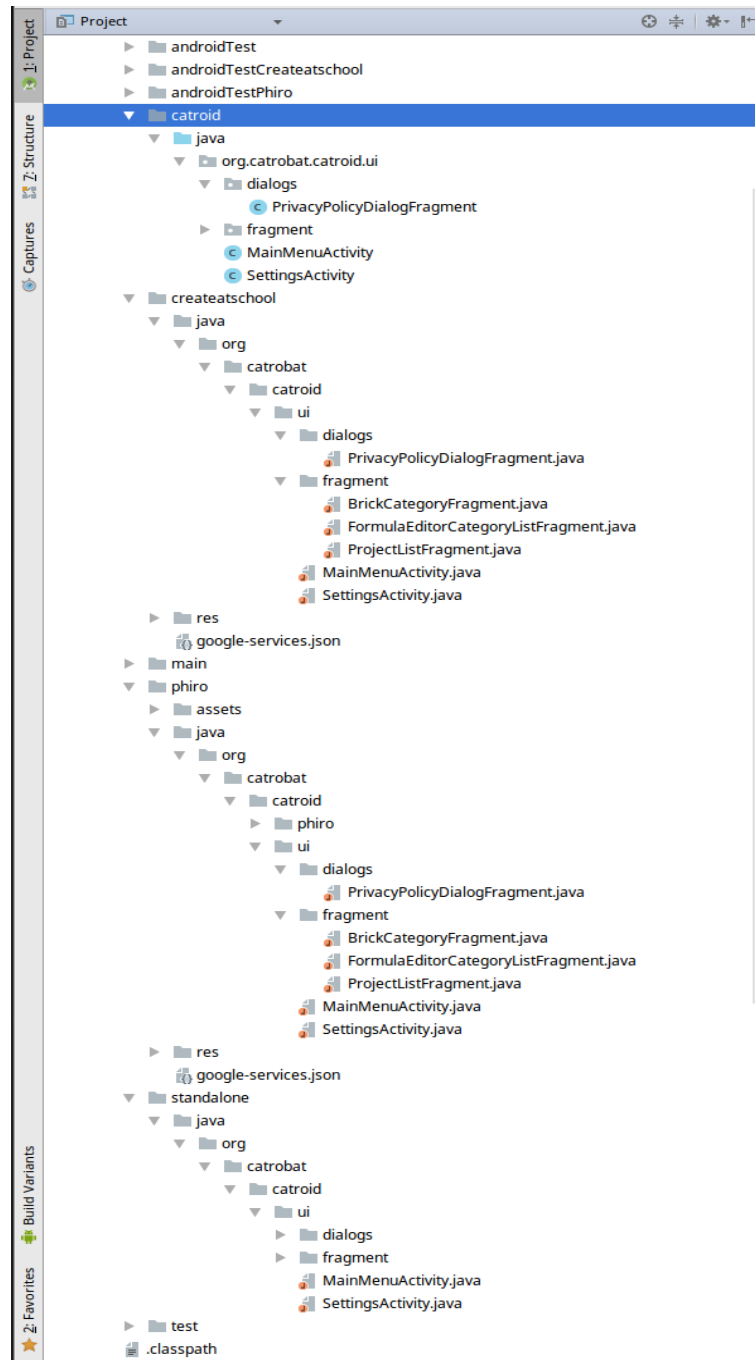 Project
androidTest
androidTestCreateatschool
androidTestPhiro
catroid
java
org.catrobat.catroid.ui
dialogs
PrivacyPolicyDialogFragment
fragment
MainMenuActivity
SettingsActivity
createatschool
java
org
catrobat
catroid
ui
dialogs
PrivacyPolicyDialogFragment.java
fragment
BrickCategoryFragment.java
FormulaEditorCategoryListFragment.java
ProjectListFragment.java
MainMenuActivity.java
SettingsActivity.java
res
google-services.json
main
phiro
assets
java
org
catrobat
catroid
phiro
ui
dialogs
PrivacyPolicyDialogFragment.java
fragment
BrickCategoryFragment.java
FormulaEditorCategoryListFragment.java
ProjectListFragment.java
MainMenuActivity.java
SettingsActivity.java
res
google-services.json
standalone
java
org
catrobat
catroid
ui
dialogs
fragment
MainMenuActivity.java
SettingsActivity.java
test
.classpath
1: Project
7: Structure
Captures
Build Variants
2: Favorites